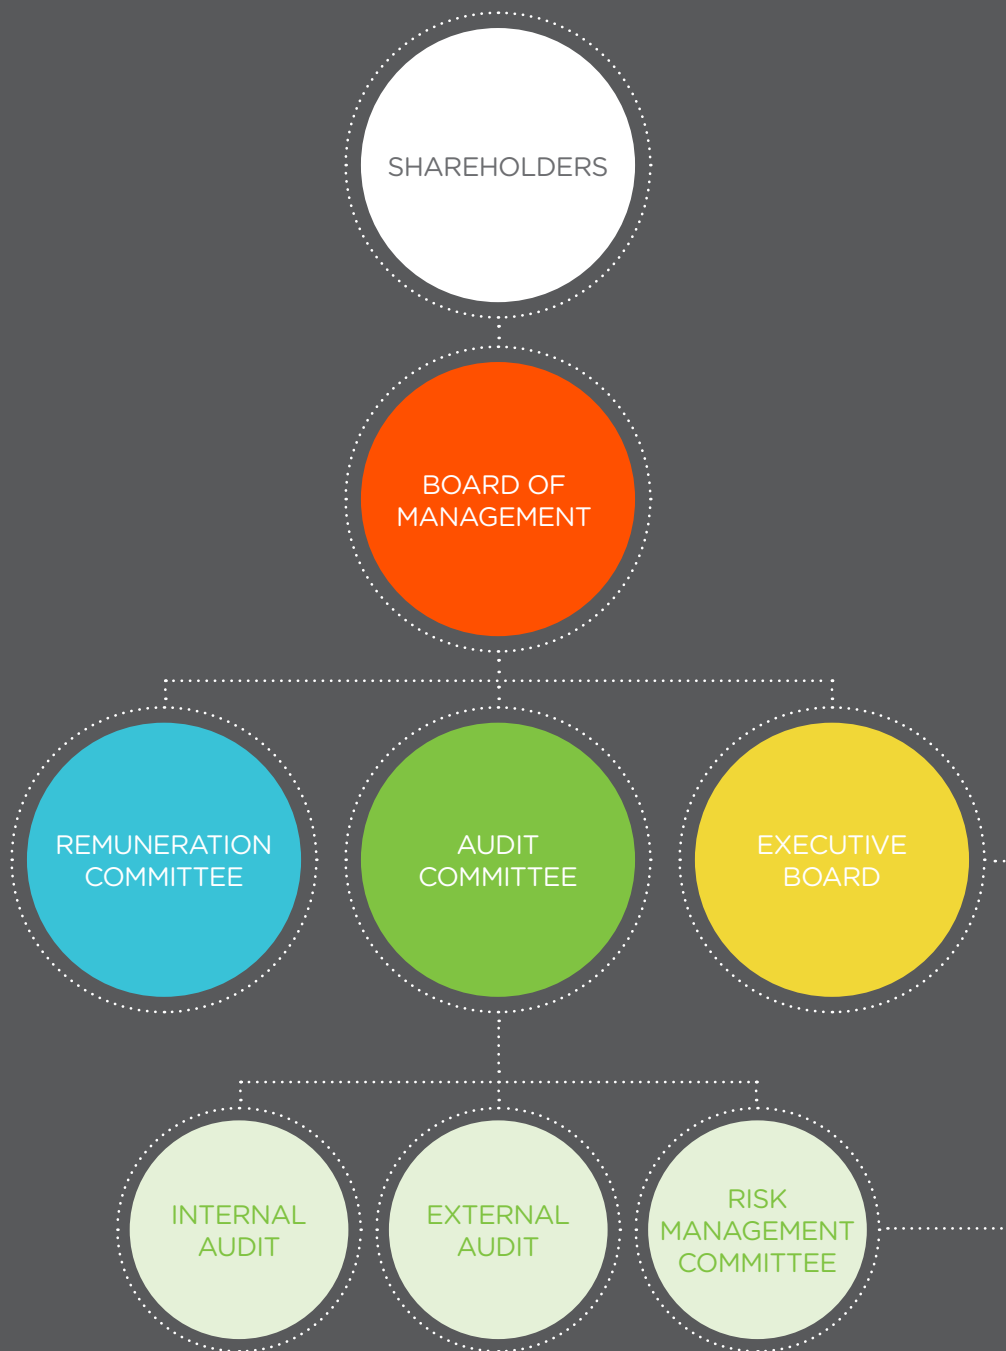 SHAREHOLDERS
BOARD OF
MANAGEMENT
REMUNERATION
COMMITTEE
AUDIT
COMMITTEE
EXECUTIVE
BOARD
INTERNAL
AUDIT
EXTERNAL
AUDIT
RISK
MANAGEMENT
COMMITTEE